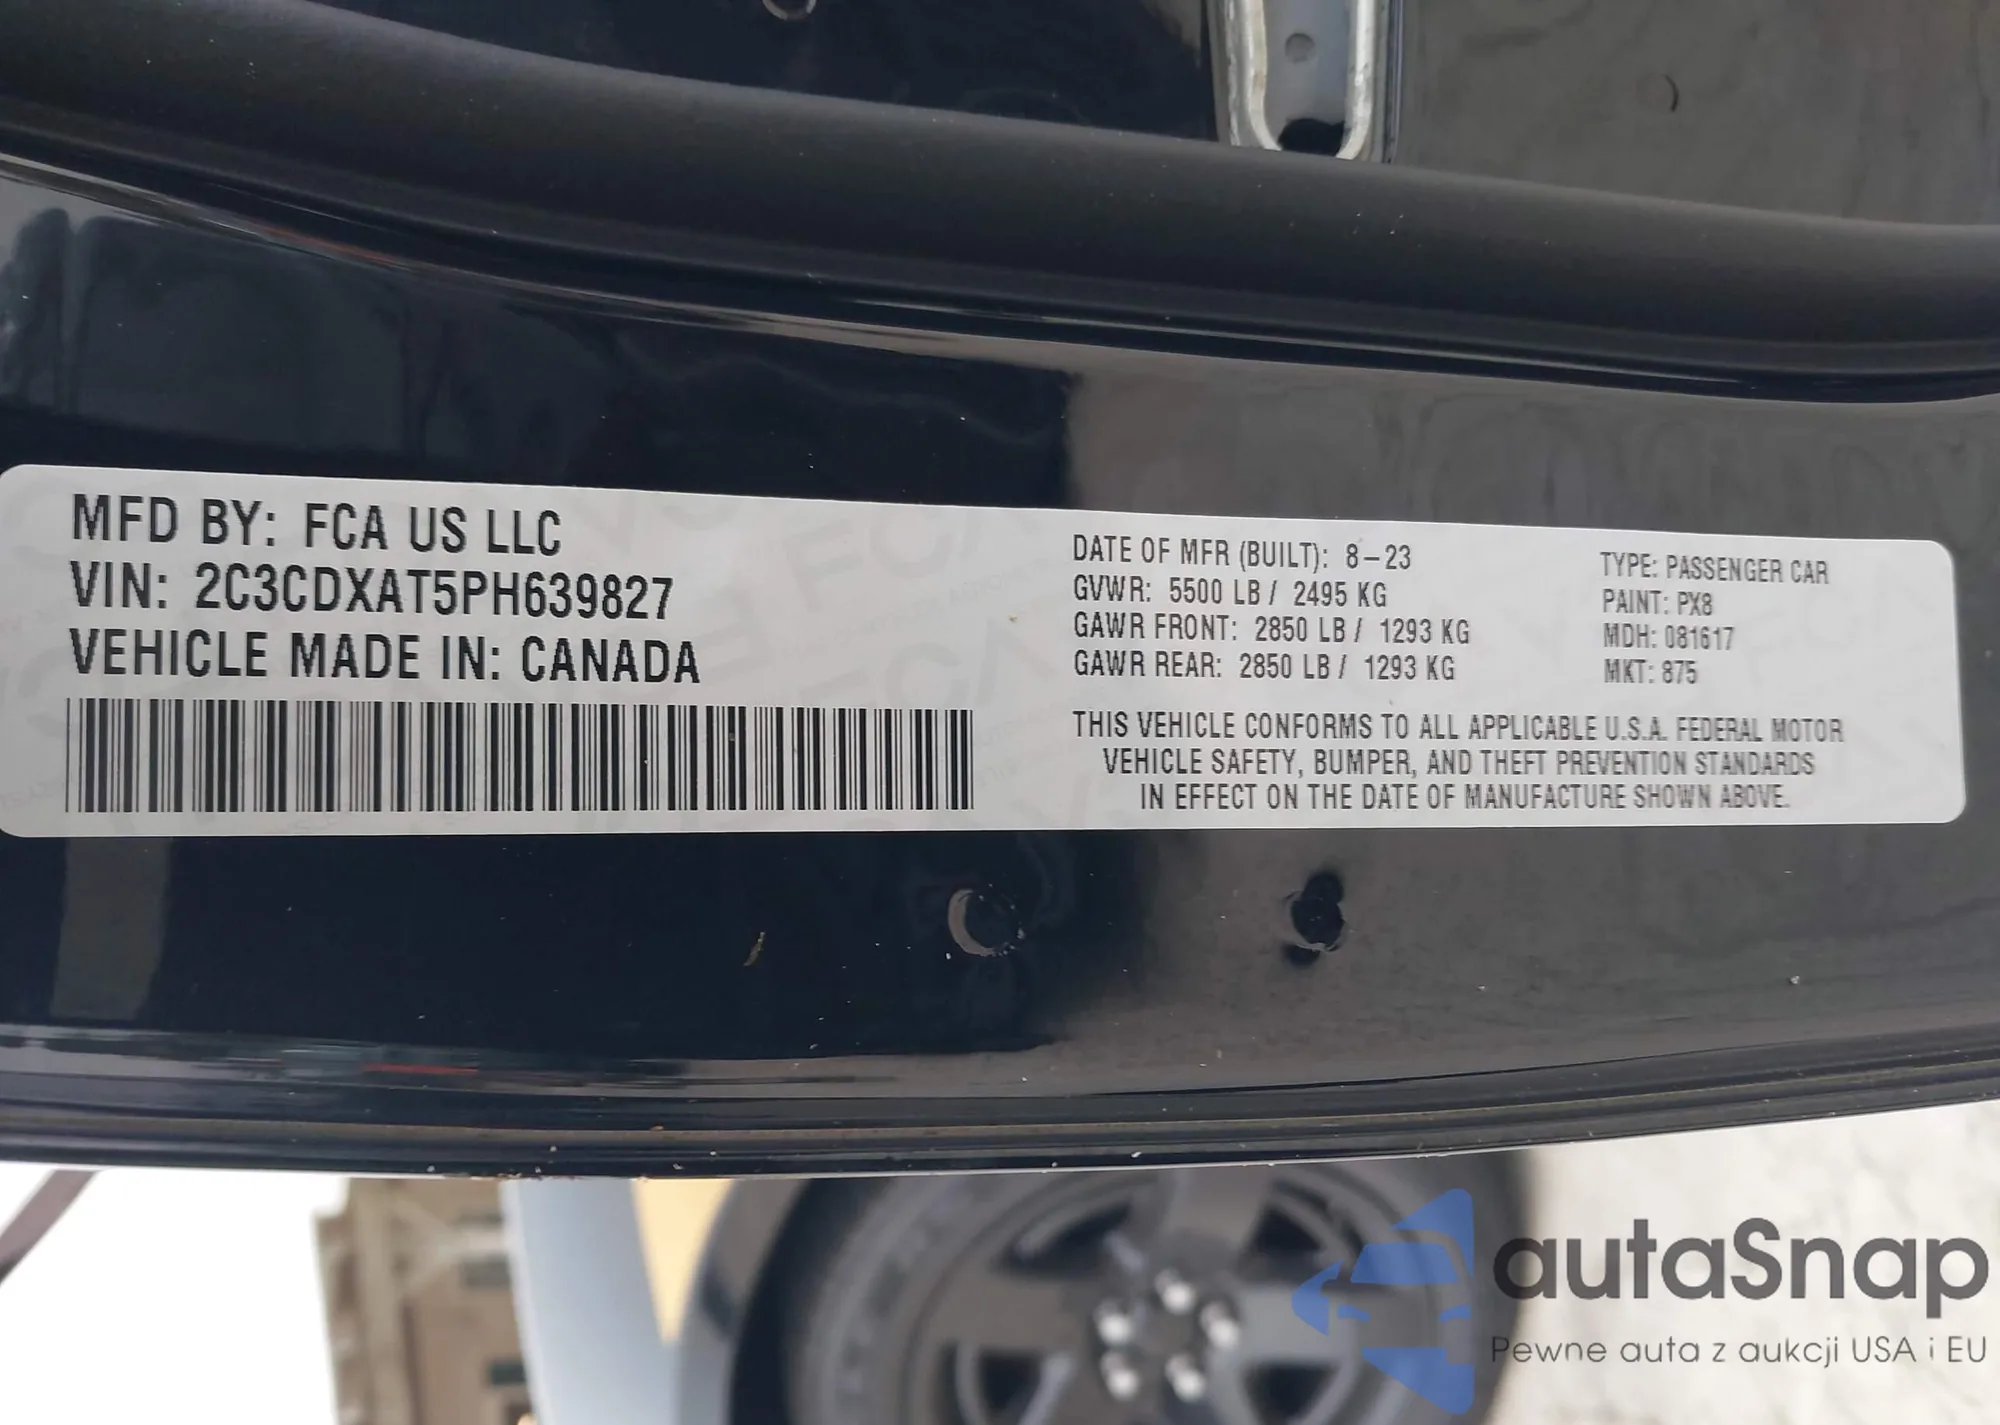 MFD BY: FCA US LLC
VIN: 2C3CDXAT5PH639827
VEHICLE MADE IN: CANADA
DATE OF MFR (BUILT): 8-23
GVWR: 5500 LB / 2495 KG
GAWR FRONT: 2850 LB / 1293 KG
GAWR REAR: 2850 LB / 1293 KG
TYPE: PASSENGER CAR
PAINT: PX8
MDH: 081617
MKT: 875
THIS VEHICLE CONFORMS TO ALL APPLICABLE U.S.A. FEDERAL MOTOR
VEHICLE SAFETY, BUMPER, AND THEFT PREVENTION STANDARDS
IN EFFECT ON THE DATE OF MANUFACTURE SHOWN ABOVE.
autaSnap
Pewne auta z aukcji USA i EU